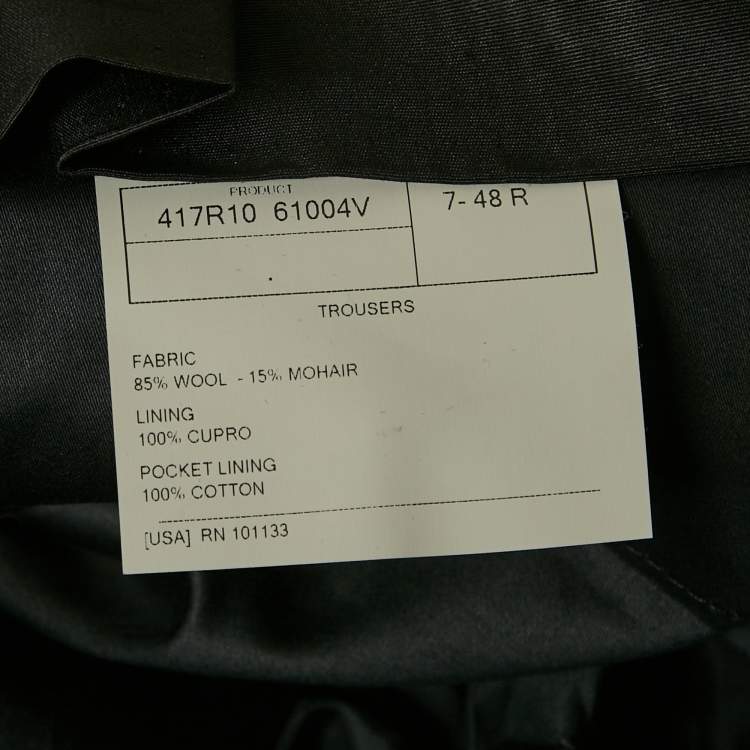 PRODUCT
417R10 61004V
7- 48 R
TROUSERS
FABRIC
85% WOOL - 15% MOHAIR
LINING
100% CUPRO
POCKET LINING
100% COTTON
[USA] RN 101133